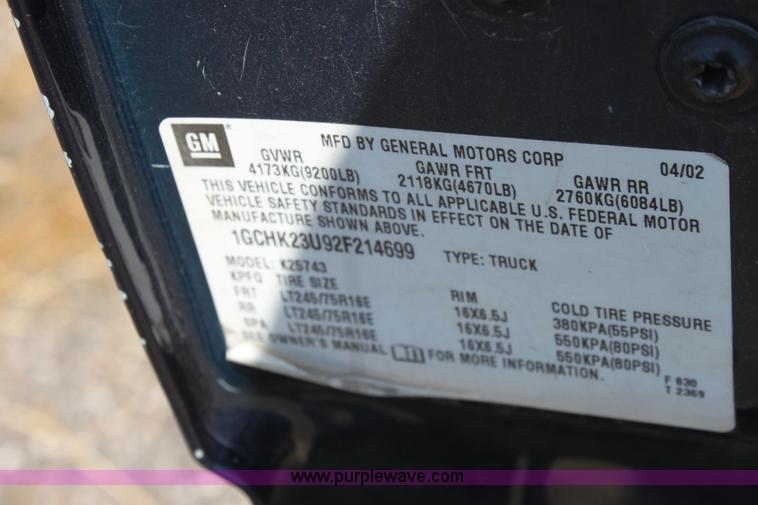 GM
MFD BY GENERAL MOTORS CORP 04/02
GVWR GAWR FRT GAWR RR
4173KG(9200LB) 2118KG(4670LB) 2760KG(6084LB)
THIS VEHICLE CONFORMS TO ALL APPLICABLE U.S. FEDERAL MOTOR
VEHICLE SAFETY STANDARDS IN EFFECT ON THE DATE OF
MANUFACTURE SHOWN ABOVE.
1GCHK23U92F214699 TYPE: TRUCK
MODEL: K25743
KPFQ TIRE SIZE RIM COLD TIRE PRESSURE
FRT LT245/75R16E 16X6.5J 380KPA(55PSI)
RR LT245/75R16E 16X6.5J 550KPA(80PSI)
SPA LT245/75R16E 16X6.5J 550KPA(80PSI)
SEE OWNER'S MANUAL FOR MORE INFORMATION.
F 830
T 2369
www.purplewave.com